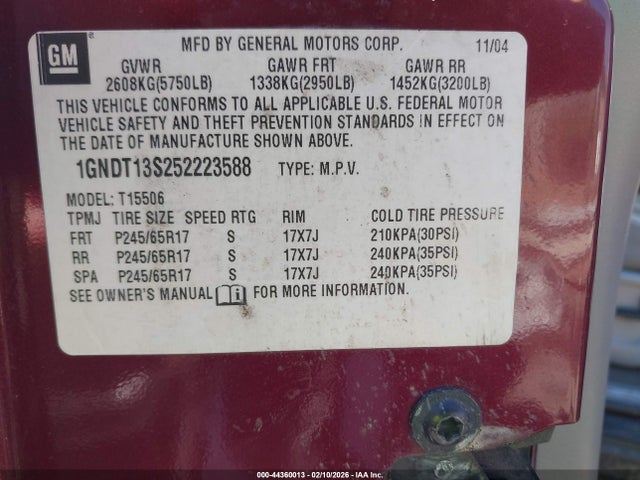 GM
MFD BY GENERAL MOTORS CORP. 11/04
GVWR GAWR FRT GAWR RR
2608KG(5750LB) 1338KG(2950LB) 1452KG(3200LB)
THIS VEHICLE CONFORMS TO ALL APPLICABLE U.S. FEDERAL MOTOR
VEHICLE SAFETY AND THEFT PREVENTION STANDARDS IN EFFECT ON
THE DATE OF MANUFACTURE SHOWN ABOVE.
1GNDT13S252223588 TYPE: M.P.V.
MODEL: T15506
TPMJ TIRE SIZE SPEED RTG RIM COLD TIRE PRESSURE
FRT P245/65R17 S 17X7J 210KPA(30PSI)
RR P245/65R17 S 17X7J 240KPA(35PSI)
SPA P245/65R17 S 17X7J 240KPA(35PSI)
SEE OWNER'S MANUAL FOR MORE INFORMATION.
000-44360013 - 02/10/2026 - IAA Inc.